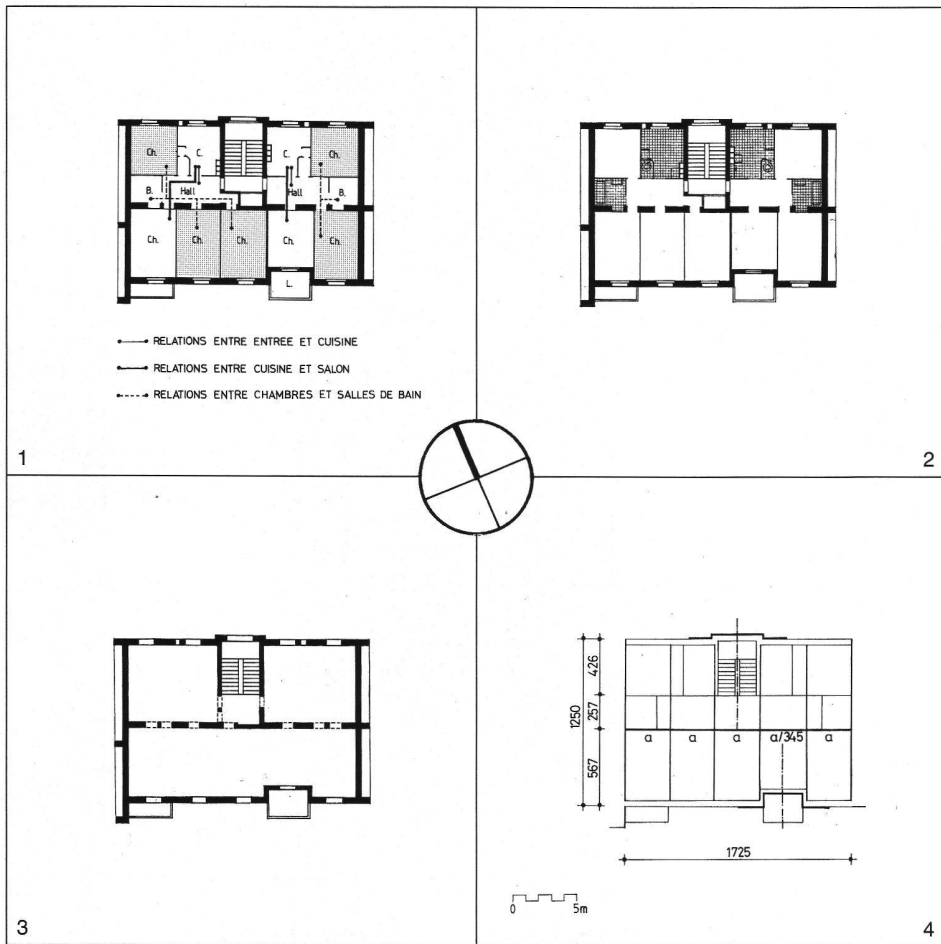 Ch.
C.
C.
Ch.
B.
Hall
Hall
B.
Ch.
Ch.
Ch.
Ch.
Ch.
L.
RELATIONS ENTRE ENTREE ET CUISINE
RELATIONS ENTRE CUISINE ET SALON
RELATIONS ENTRE CHAMBRES ET SALLES DE BAIN
1
2
3
426
1250
257
567
a
a
a
a/345
a
1725
0
5m
4